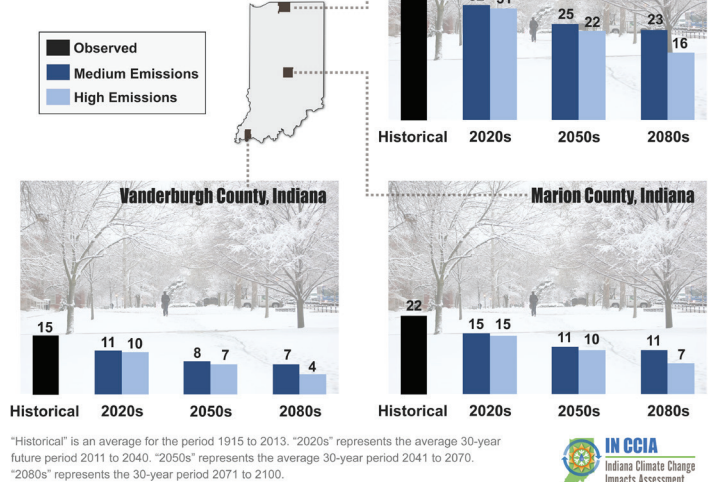 Observed
Medium Emissions
High Emissions
25
22
23
16
Historical 2020s 2050s 2080s
Vanderburgh County, Indiana
15
11 10
8 7
7
4
Historical 2020s 2050s 2080s
Marion County, Indiana
22
15 15
11 10
11
7
Historical 2020s 2050s 2080s
"Historical" is an average for the period 1915 to 2013. "2020s" represents the average 30-year
future period 2011 to 2040. "2050s" represents the average 30-year period 2041 to 2070.
"2080s" represents the 30-year period 2071 to 2100.
IN CCIA
Indiana Climate Change
Impacts Assessment